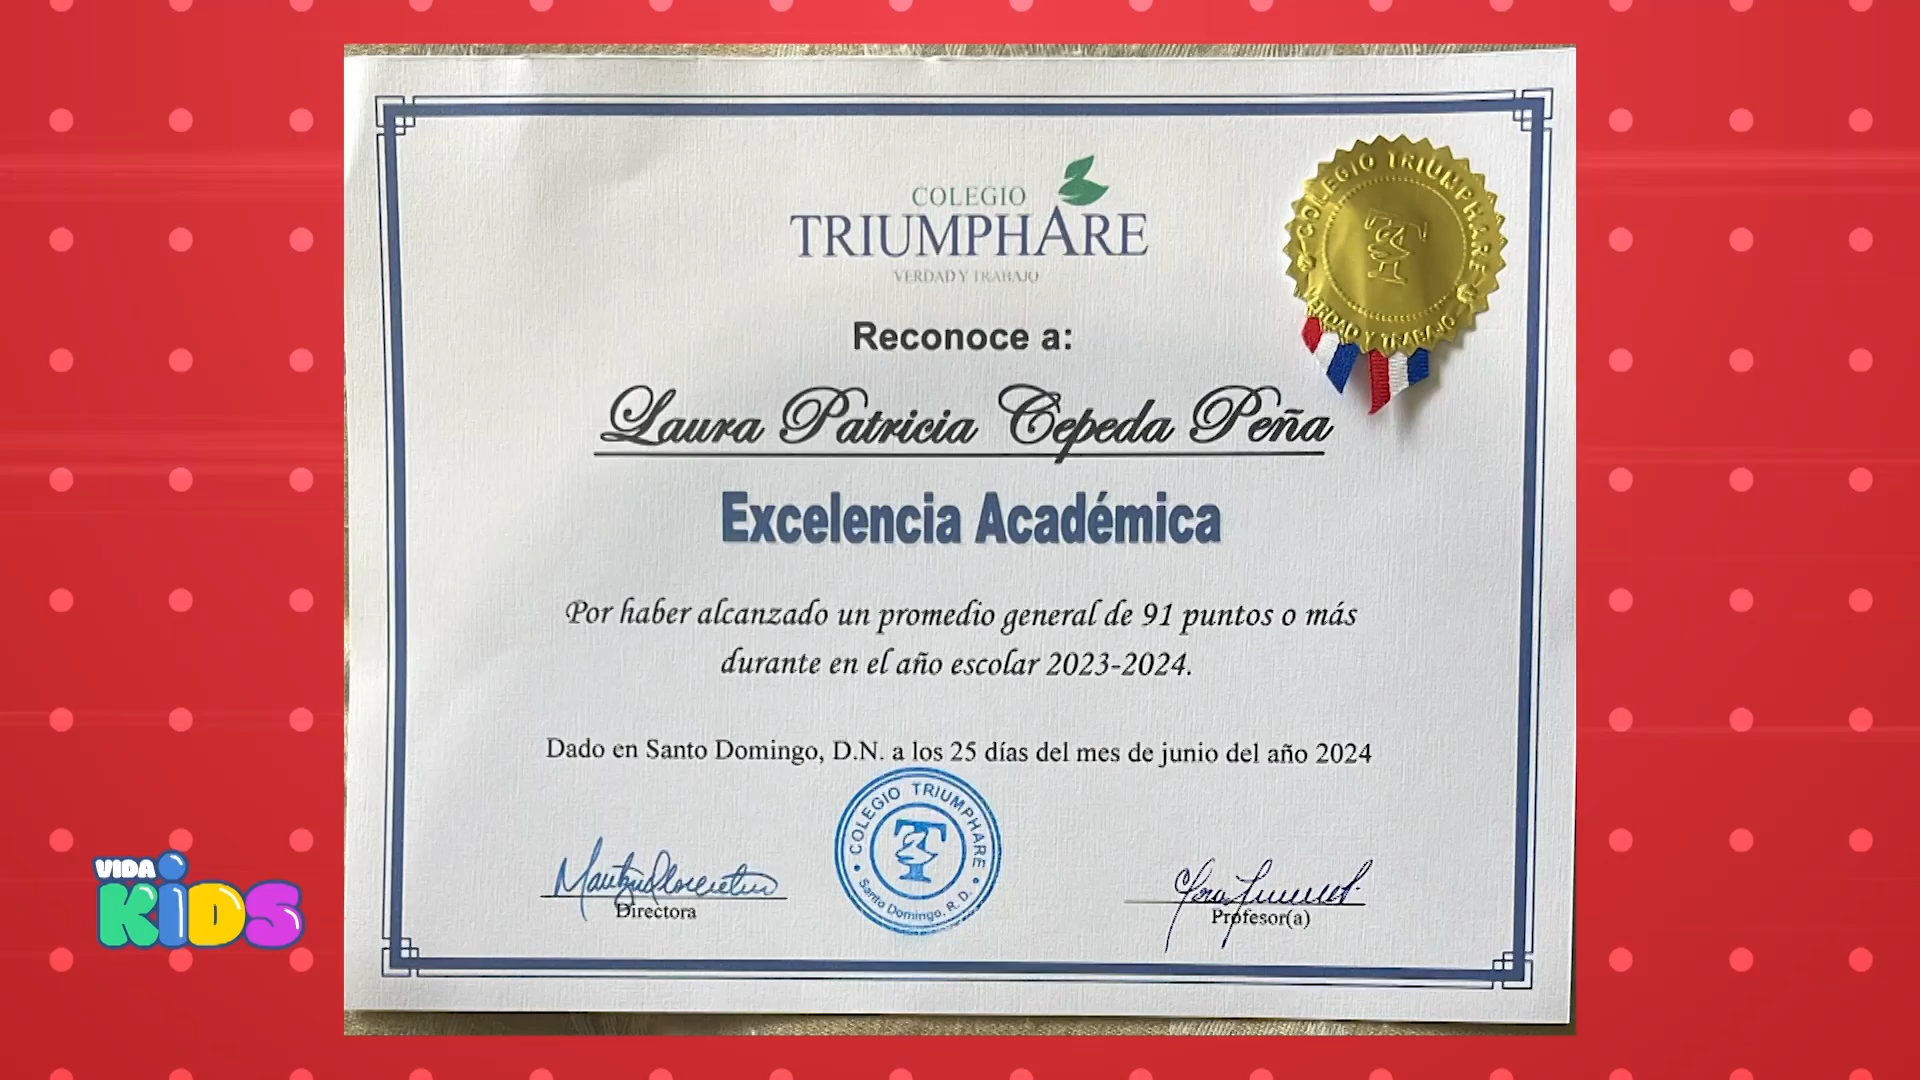 COLEGIO
TRIUMPHARE
VERDAD Y TRABAJO
COLEGIO TRIUMPHARE
T
VERDAD Y TRABAJO
Reconoce a:
Laura Patricia Cepeda Peña
Excelencia Académica
Por haber alcanzado un promedio general de 91 puntos o más
durante en el año escolar 2023-2024.
Dado en Santo Domingo, D.N. a los 25 días del mes de junio del año 2024
COLEGIO TRIUMPHARE
T
Santo Domingo, R. D.
Directora
Profesor(a)
VIDA
KiDS